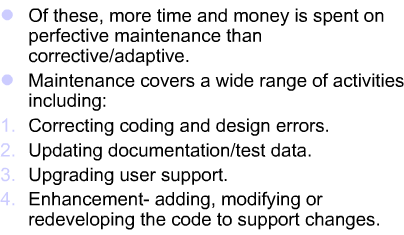 Of these, more time and money is spent on
perfective maintenance than
corrective/adaptive.
Maintenance covers a wide range of activities
including:
1. Correcting coding and design errors.
2. Updating documentation/test data.
3. Upgrading user support.
4. Enhancement- adding, modifying or
redeveloping the code to support changes.